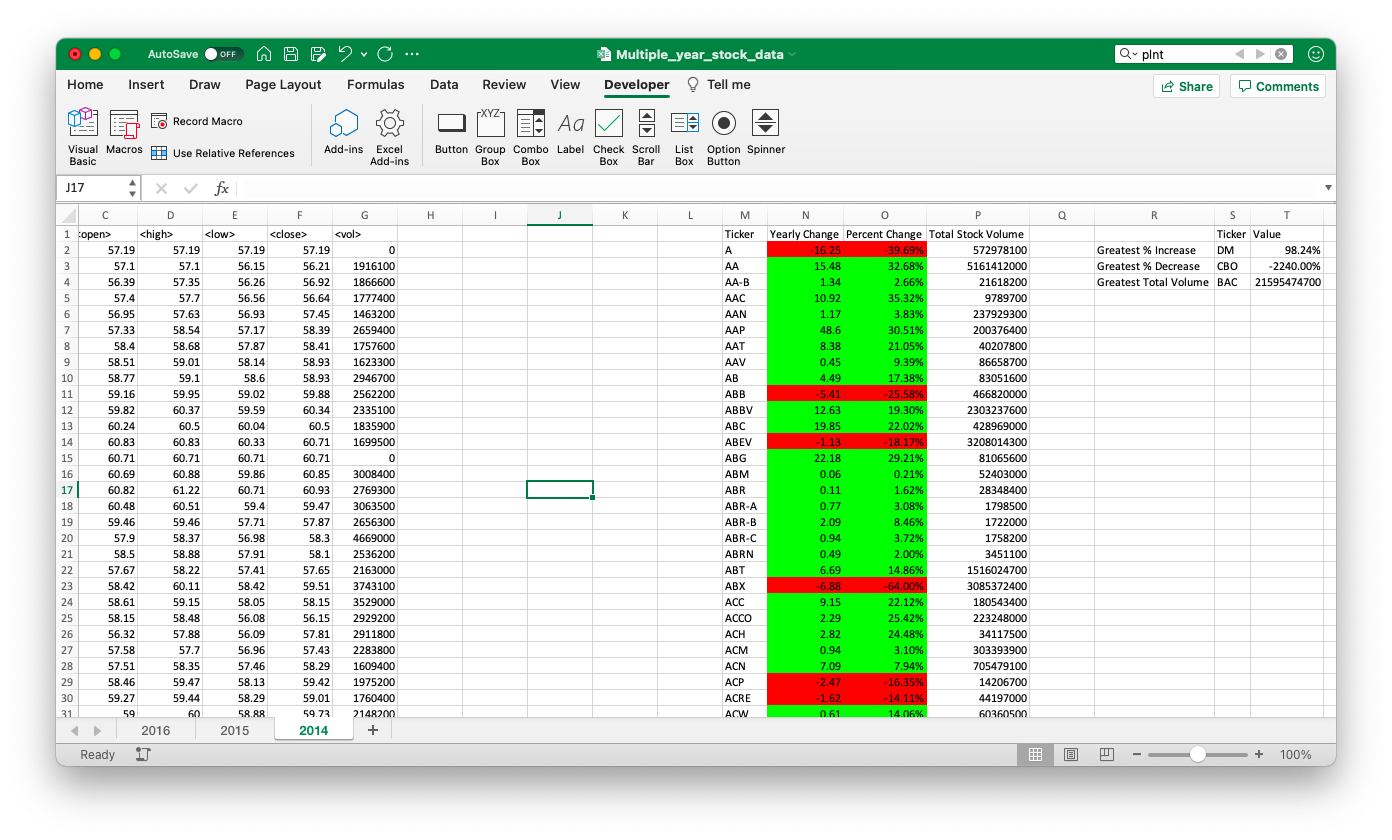 AutoSave OFF Multiple_year_stock_data plnt
Home Insert Draw Page Layout Formulas Data Review View Developer Tell me Share Comments
Visual Basic Macros Record Macro Use Relative References Add-ins Excel Add-ins Button Group Box Combo Box Label Check Box Scroll Bar List Box Option Button Spinner
XYZ Aa
J17 fx
C D E F G H I J K L M N O P Q R S T
1 <open> <high> <low> <close> <vol> Ticker Yearly Change Percent Change Total Stock Volume Ticker Value
2 57.19 57.19 57.19 57.19 0 A -16.25 -39.69% 572978100 Greatest % Increase DM 98.24%
3 57.1 57.1 56.15 56.21 1916100 AA 15.48 32.68% 5161412000 Greatest % Decrease CBO -2240.00%
4 56.39 57.35 56.26 56.92 1866600 AA-B 1.34 2.66% 21618200 Greatest Total Volume BAC 21595474700
5 57.4 57.7 56.56 56.64 1777400 AAC 10.92 35.32% 9789700
6 56.95 57.63 56.93 57.45 1463200 AAN 1.17 3.83% 237929300
7 57.33 58.54 57.17 58.39 2659400 AAP 48.6 30.51% 200376400
8 58.4 58.68 57.87 58.41 1757600 AAT 8.38 21.05% 40207800
9 58.51 59.01 58.14 58.93 1623300 AAV 0.45 9.39% 86658700
10 58.77 59.1 58.6 58.93 2946700 AB 4.49 17.38% 83051600
11 59.16 59.95 59.02 59.88 2562200 ABB -5.41 -25.58% 466820000
12 59.82 60.37 59.59 60.34 2335100 ABBV 12.63 19.30% 2303237600
13 60.24 60.5 60.04 60.5 1835900 ABC 19.85 22.02% 428969000
14 60.83 60.83 60.33 60.71 1699500 ABEV -1.13 -18.17% 3208014300
15 60.71 60.71 60.71 60.71 0 ABG 22.18 29.21% 81065600
16 60.69 60.88 59.86 60.85 3008400 ABM 0.06 0.21% 52403000
17 60.82 61.22 60.71 60.93 2769300 ABR 0.11 1.62% 28348400
18 60.48 60.51 59.4 59.47 3063500 ABR-A 0.77 3.08% 1798500
19 59.46 59.46 57.71 57.87 2656300 ABR-B 2.09 8.46% 1722000
20 57.9 58.37 56.98 58.3 4669000 ABR-C 0.94 3.72% 1758200
21 58.5 58.88 57.91 58.1 2536200 ABRN 0.49 2.00% 3451100
22 57.67 58.22 57.41 57.65 2163000 ABT 6.69 14.86% 1516024700
23 58.42 60.11 58.42 59.51 3743100 ABX -6.88 -64.00% 3085372400
24 58.61 59.15 58.05 58.15 3529000 ACC 9.15 22.12% 180543400
25 58.15 58.48 56.08 56.15 2929200 ACCO 2.29 25.42% 223248000
26 56.32 57.88 56.09 57.81 2911800 ACH 2.82 24.48% 34117500
27 57.58 57.7 56.96 57.43 2283800 ACM 0.94 3.10% 303393900
28 57.51 58.35 57.46 58.29 1609400 ACN 7.09 7.94% 705479100
29 58.46 59.47 58.13 59.42 1975200 ACP -2.47 -16.35% 14206700
30 59.27 59.44 58.29 59.01 1760400 ACRE -1.62 -14.11% 44197000
31 59 60 58.88 59.73 2148200 ACW 0.61 14.06% 60360500
2016 2015 2014 +
Ready 100%